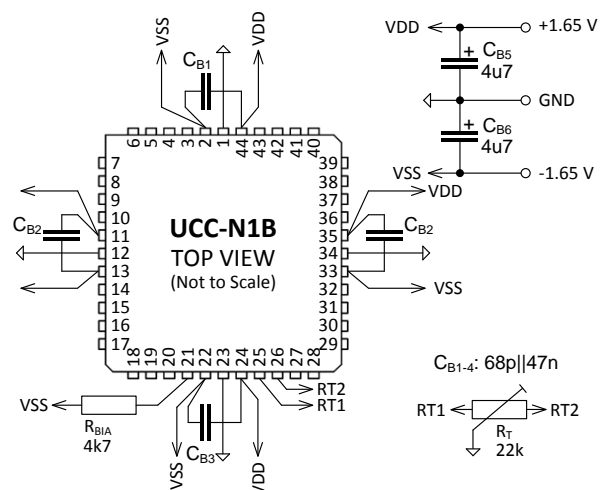 VSS
VDD
C_B1
6 5 4 3 2 1 44 43 42 41 40
7
8
9
10
11
12
13
14
15
16
17
C_B2
UCC-N1B
TOP VIEW
(Not to Scale)
39
38
37
36
35
34
33
32
31
30
29
VDD
C_B2
VSS
18 19 20 21 22 23 24 25 26 27 28
RT2
RT1
VSS
R_BIA
4k7
VSS
C_B3
VDD
VDD
+1.65 V
+
C_B5
4u7
GND
+
C_B6
4u7
VSS
-1.65 V
C_B1-4: 68p||47n
RT1
RT2
R_T
22k